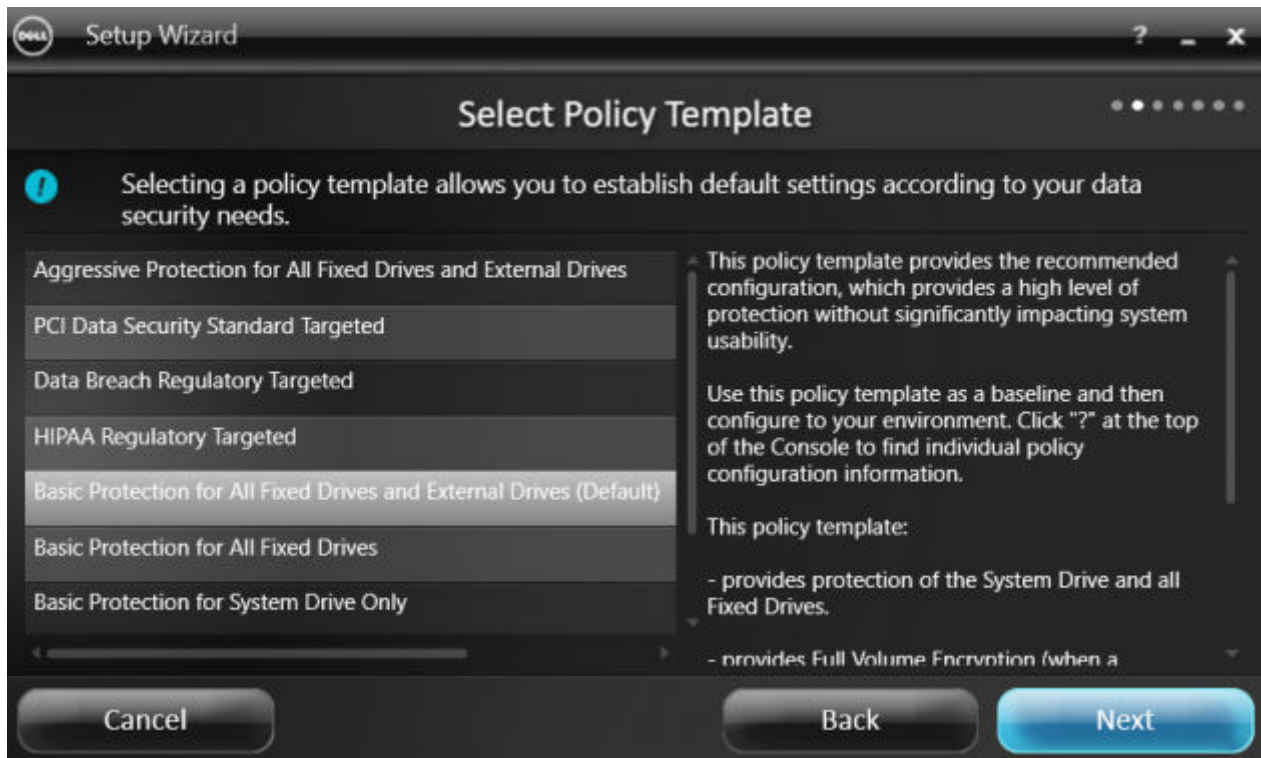 DELL
Setup Wizard
? _ x
Select Policy Template
!
Selecting a policy template allows you to establish default settings according to your data
security needs.
Aggressive Protection for All Fixed Drives and External Drives
PCI Data Security Standard Targeted
Data Breach Regulatory Targeted
HIPAA Regulatory Targeted
Basic Protection for All Fixed Drives and External Drives (Default)
Basic Protection for All Fixed Drives
Basic Protection for System Drive Only
This policy template provides the recommended
configuration, which provides a high level of
protection without significantly impacting system
usability.
Use this policy template as a baseline and then
configure to your environment. Click "?" at the top
of the Console to find individual policy
configuration information.
This policy template:
- provides protection of the System Drive and all
Fixed Drives.
- provides Full Volume Encryption (when a
Cancel
Back
Next